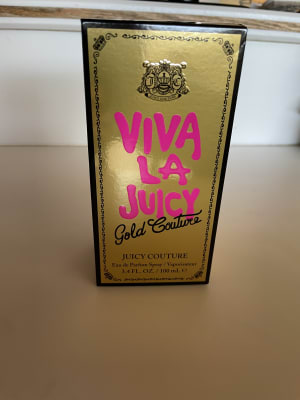 VIVA
LA
JUICY
Gold Couture
JUICY COUTURE
Eau de Parfum Spray / Vaporisateur
3.4 FL. OZ. / 100 mL ℮